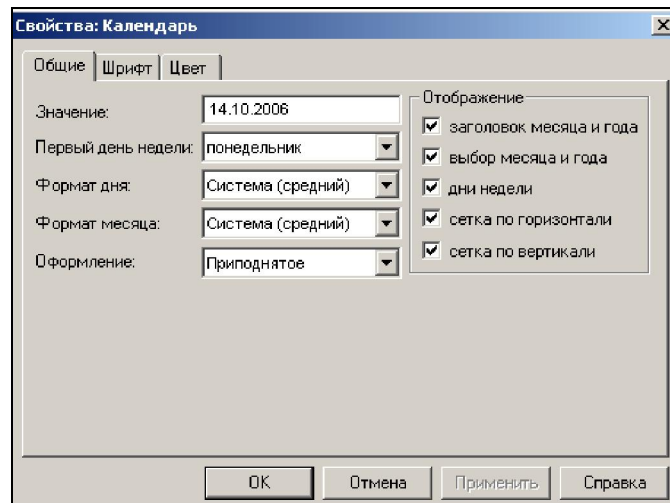 Свойства: Календарь
Общие Шрифт Цвет
Значение: 14.10.2006
Первый день недели: понедельник
Формат дня: Система (средний)
Формат месяца: Система (средний)
Оформление: Приподнятое
Отображение
заголовок месяца и года
выбор месяца и года
дни недели
сетка по горизонтали
сетка по вертикали
OK Отмена Применить Справка